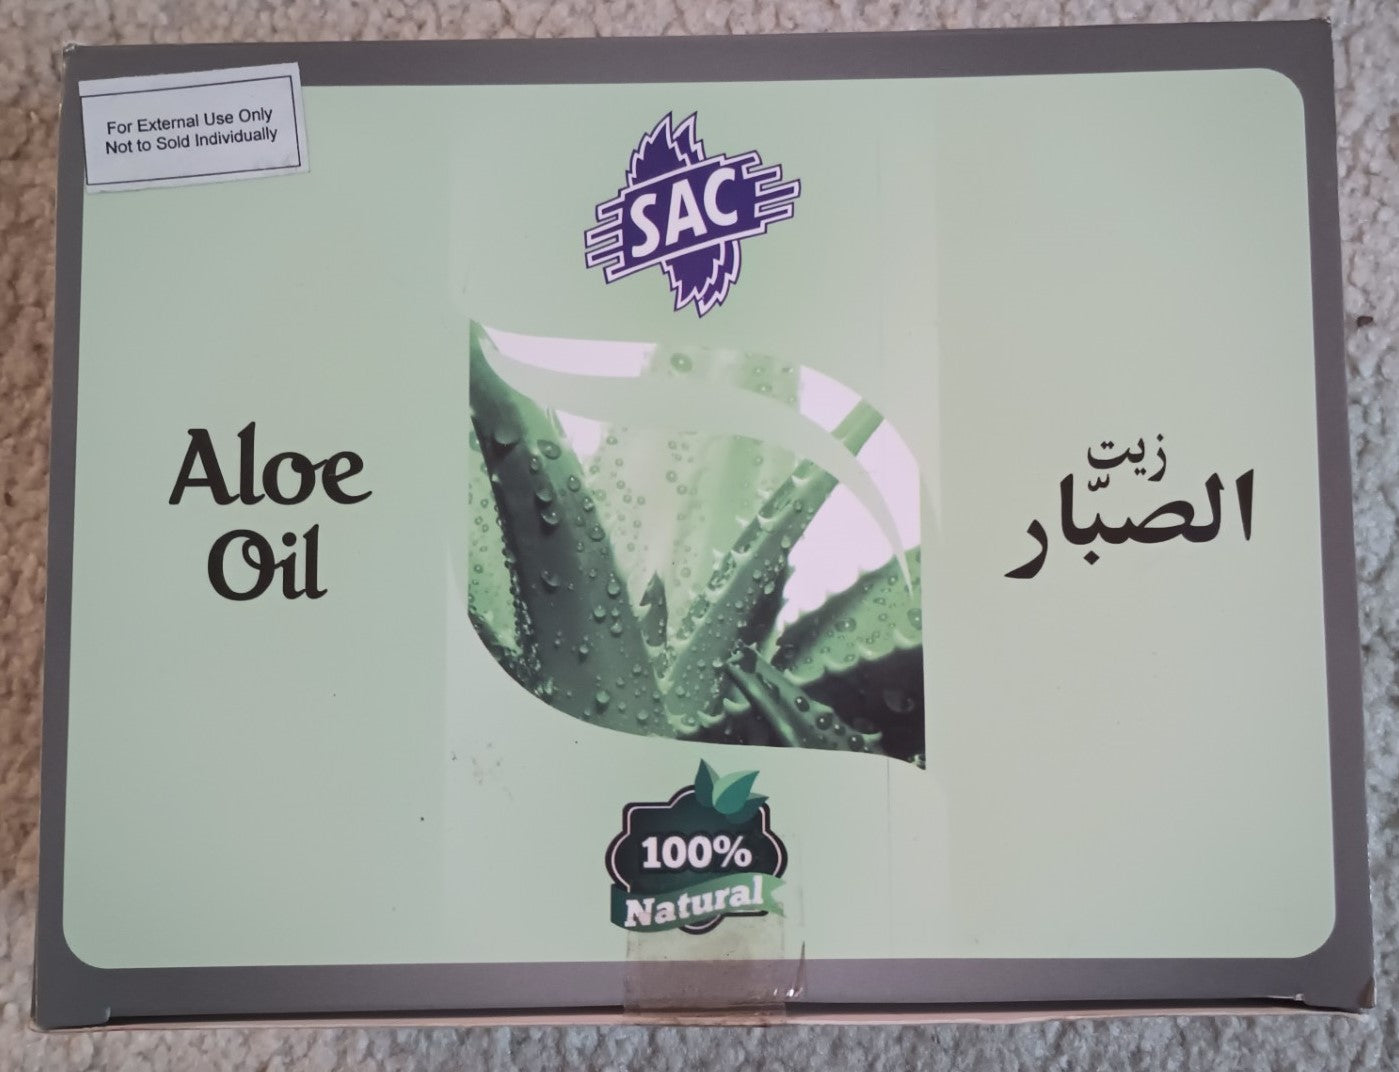 For External Use Only
Not to Sold Individually
SAC
Aloe
Oil
زيت
الصبّار
100%
Natural